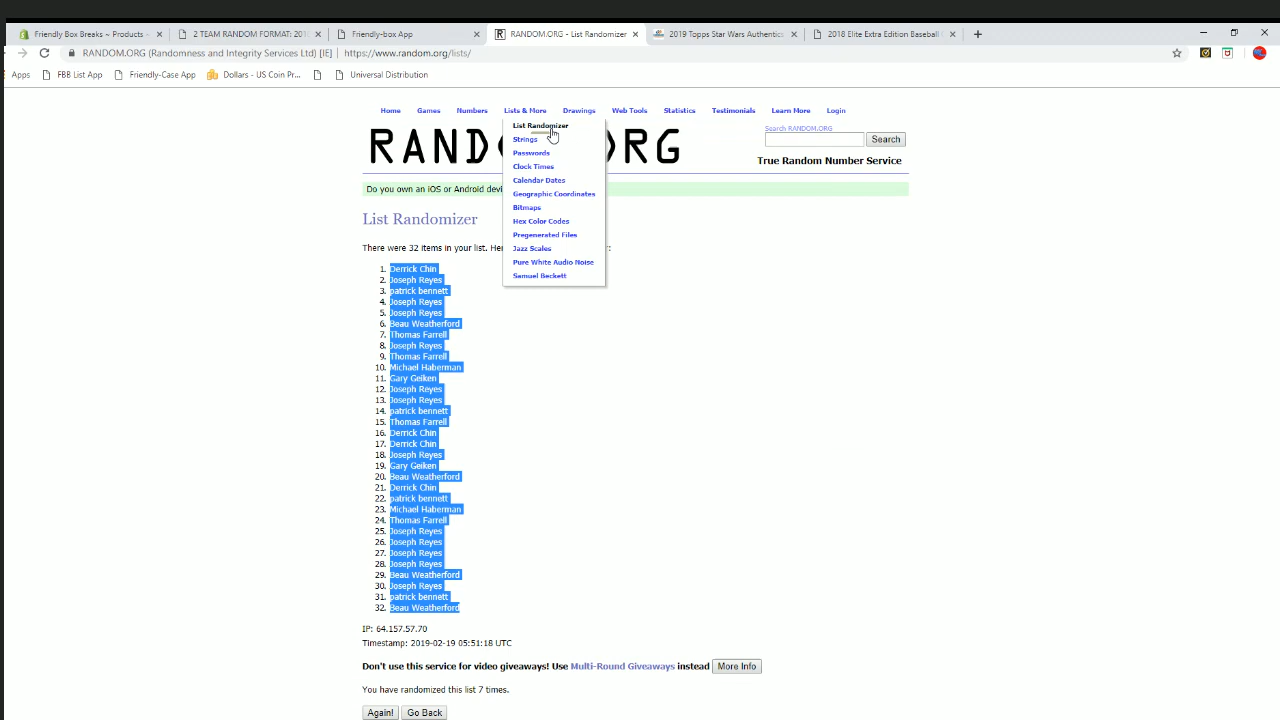 Friendly Box Breaks ~ Products ~
2 TEAM RANDOM FORMAT: 201
Friendly-box App
RANDOM.ORG - List Randomizer
2019 Topps Star Wars Authentic
2018 Elite Extra Edition Baseball
RANDOM.ORG (Randomness and Integrity Services Ltd) [IE] | https://www.random.org/lists/
Apps FBB List App Friendly-Case App Dollars - US Coin Pr... Universal Distribution
Home Games Numbers Lists & More Drawings Web Tools Statistics Testimonials Learn More Login
List Randomizer
Strings
Passwords
Clock Times
Calendar Dates
Geographic Coordinates
Bitmaps
Hex Color Codes
Pregenerated Files
Jazz Scales
Pure White Audio Noise
Samuel Beckett
RAND RG
Search RANDOM.ORG
Search
True Random Number Service
Do you own an iOS or Android devi
List Randomizer
There were 32 items in your list. He r:
1. Derrick Chin
2. Joseph Reyes
3. patrick bennett
4. Joseph Reyes
5. Joseph Reyes
6. Beau Weatherford
7. Thomas Farrell
8. Joseph Reyes
9. Thomas Farrell
10. Michael Haberman
11. Gary Geiken
12. Joseph Reyes
13. Joseph Reyes
14. patrick bennett
15. Thomas Farrell
16. Derrick Chin
17. Derrick Chin
18. Joseph Reyes
19. Gary Geiken
20. Beau Weatherford
21. Derrick Chin
22. patrick bennett
23. Michael Haberman
24. Thomas Farrell
25. Joseph Reyes
26. Joseph Reyes
27. Joseph Reyes
28. Joseph Reyes
29. Beau Weatherford
30. Joseph Reyes
31. patrick bennett
32. Beau Weatherford
IP: 64.157.57.70
Timestamp: 2019-02-19 05:51:18 UTC
Don't use this service for video giveaways! Use Multi-Round Giveaways instead More Info
You have randomized this list 7 times.
Again! Go Back